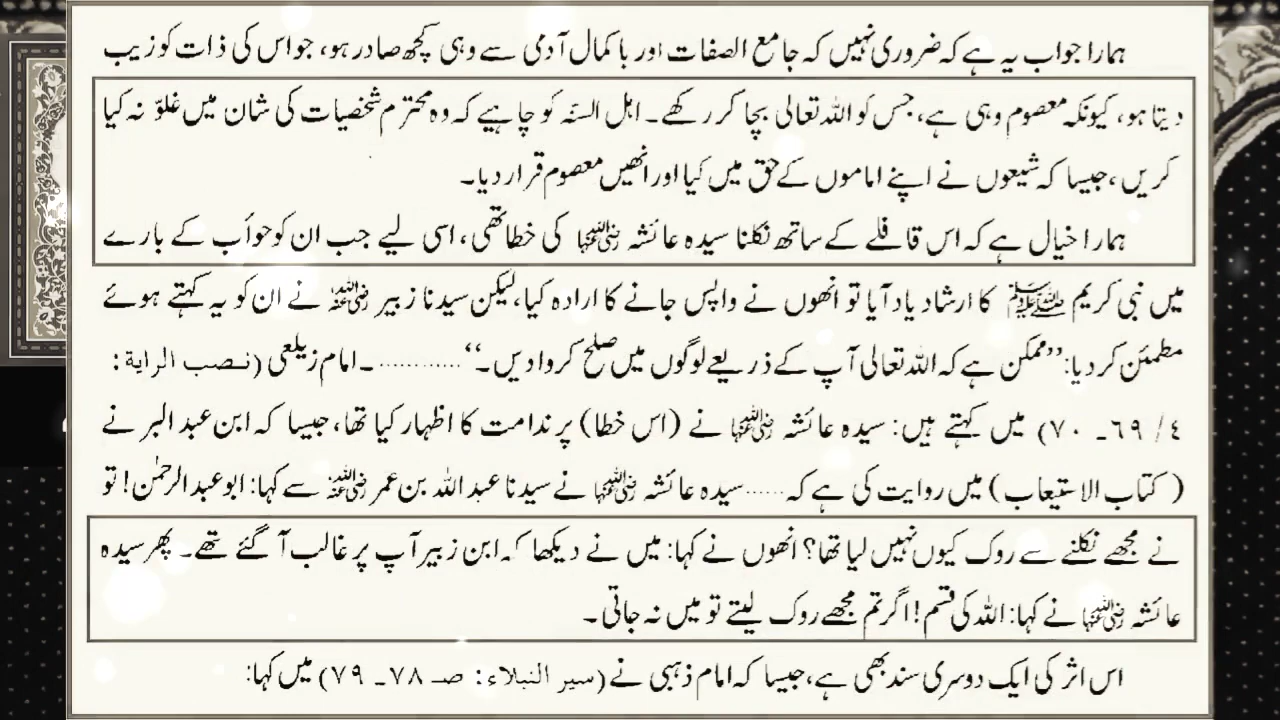 ہمارا جواب یہ ہے کہ ضروری نہیں کہ جامع الصفات اور باکمال آدمی سے وہی کچھ صادر ہو، جو اس کی ذات کو زیب
دیتا ہو، کیونکہ معصوم وہی ہے، جس کو اللہ تعالی بچا کر رکھے۔ اہل السنہ کو چاہیے کہ وہ محترم شخصیات کی شان میں غلوّ نہ کیا
کریں، جیسا کہ شیعوں نے اپنے اماموں کے حق میں کیا اور انھیں معصوم قرار دیا۔
ہمارا خیال ہے کہ اس قافلے کے ساتھ نکلنا سیدہ عائشہ رضی اللہ عنہا کی خطا تھی، اسی لیے جب ان کو حوأب کے بارے
میں نبی کریم ﷺ کا ارشاد یاد آیا تو انھوں نے واپس جانے کا ارادہ کیا، لیکن سیدنا زبیر رضی اللہ عنہ نے ان کو یہ کہتے ہوئے
مطمئن کر دیا: ’’ممکن ہے کہ اللہ تعالی آپ کے ذریعے لوگوں میں صلح کروا دیں۔‘‘ ............ ۔امام زیلعی (نصب الرایة:
٤/ ٦٩۔ ٧٠) میں کہتے ہیں: سیدہ عائشہ رضی اللہ عنہا نے (اس خطا) پر ندامت کا اظہار کیا تھا، جیسا کہ ابن عبد البر نے
(کتاب الاستیعاب) میں روایت کی ہے کہ ...... سیدہ عائشہ رضی اللہ عنہا نے سیدنا عبد اللہ بن عمر رضی اللہ عنہ سے کہا: ابو عبد الرحمٰن! تو
نے مجھے نکلنے سے روک کیوں نہیں لیا تھا؟ انھوں نے کہا: میں نے دیکھا کہ ابن زبیر آپ پر غالب آ گئے تھے۔ پھر سیدہ
عائشہ رضی اللہ عنہا نے کہا: اللہ کی قسم! اگر تم مجھے روک لیتے تو میں نہ جاتی۔
اس اثر کی ایک دوسری سند بھی ہے، جیسا کہ امام ذہبی نے (سیر النبلاء: صـ ٧٨۔ ٧٩) میں کہا: